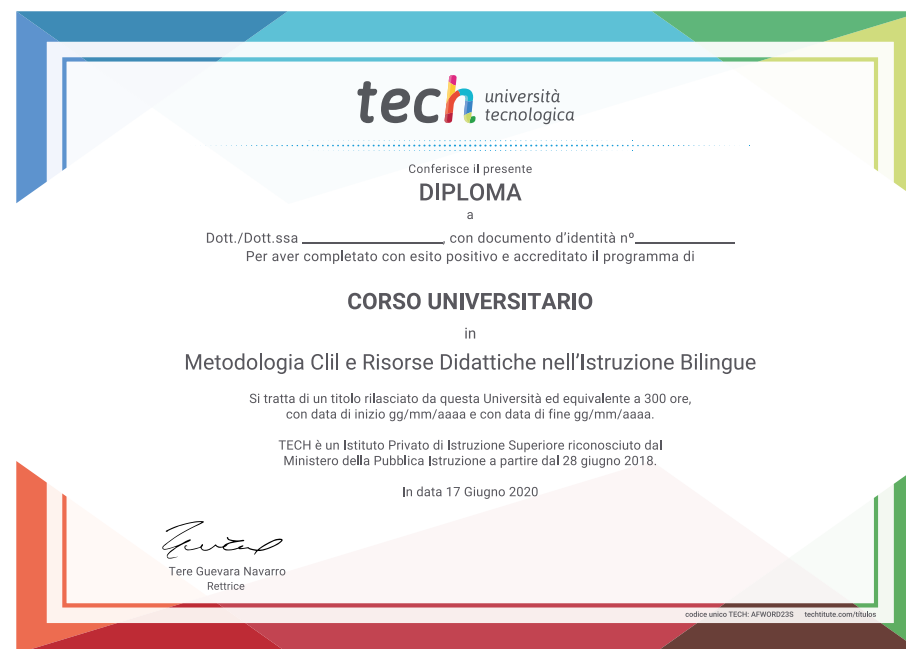 tech università
tecnologica
Conferisce il presente
DIPLOMA
a
Dott./Dott.ssa ________________, con documento d'identità nº____________
Per aver completato con esito positivo e accreditato il programma di
CORSO UNIVERSITARIO
in
Metodologia Clil e Risorse Didattiche nell'Istruzione Bilingue
Si tratta di un titolo rilasciato da questa Università ed equivalente a 300 ore,
con data di inizio gg/mm/aaaa e con data di fine gg/mm/aaaa.
TECH è un Istituto Privato di Istruzione Superiore riconosciuto dal
Ministero della Pubblica Istruzione a partire dal 28 giugno 2018.
In data 17 Giugno 2020
Tere Guevara Navarro
Rettrice
codice unico TECH: AFWORD23S techtitute.com/titulos